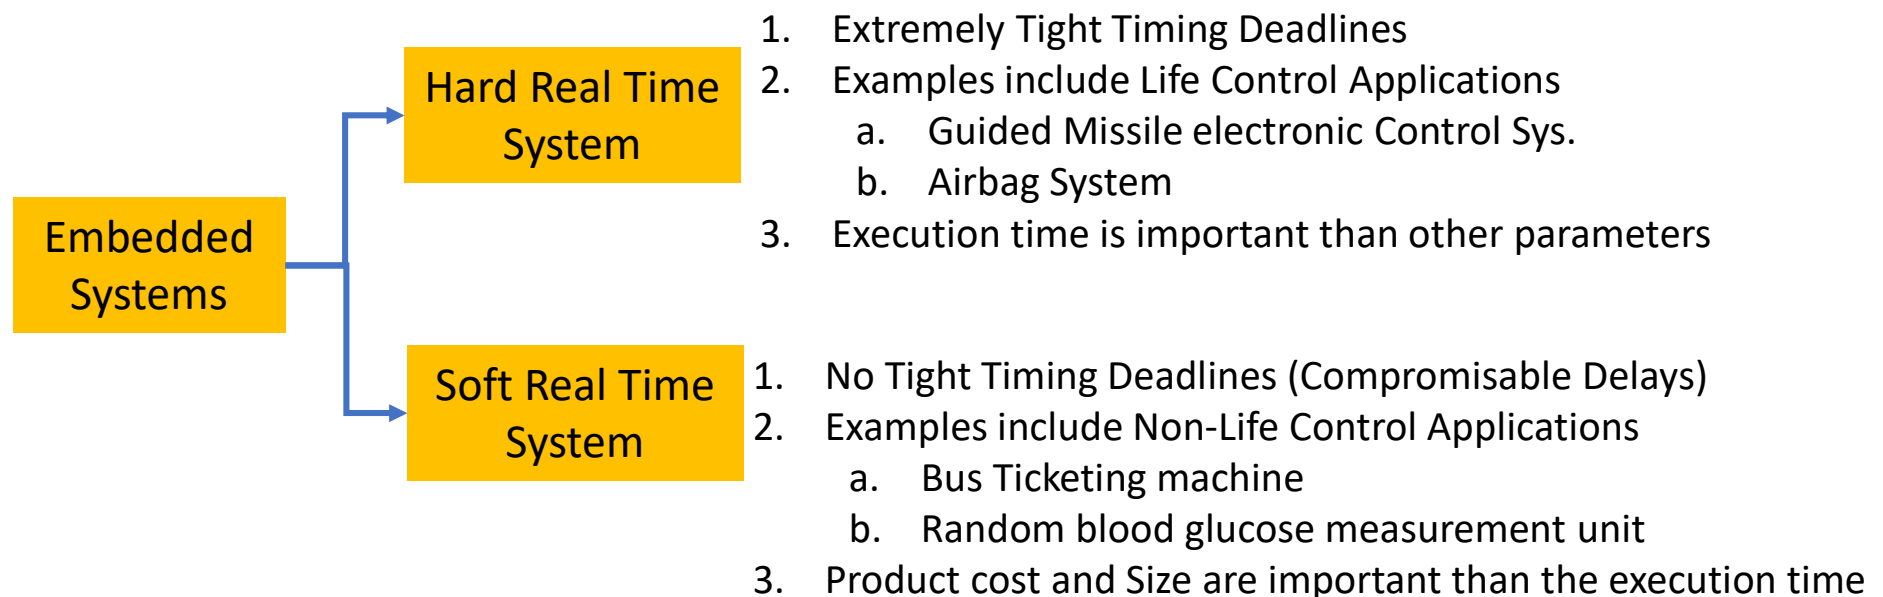 Embedded
Systems
Hard Real Time
System
1. Extremely Tight Timing Deadlines
2. Examples include Life Control Applications
a. Guided Missile electronic Control Sys.
b. Airbag System
3. Execution time is important than other parameters
Soft Real Time
System
1. No Tight Timing Deadlines (Compromisable Delays)
2. Examples include Non-Life Control Applications
a. Bus Ticketing machine
b. Random blood glucose measurement unit
3. Product cost and Size are important than the execution time